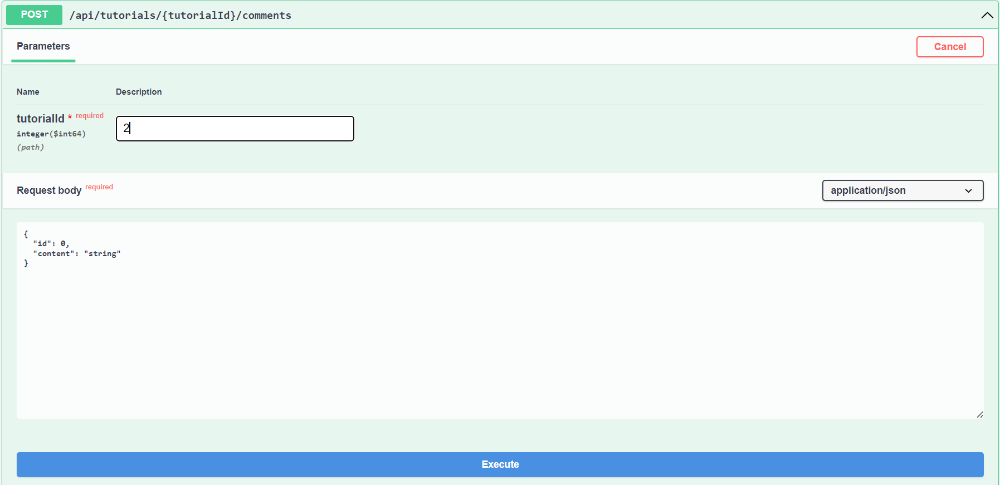 POST /api/tutorials/{tutorialId}/comments
Parameters
Cancel
Name Description
tutorialId * required
integer($int64)
(path)
2
Request body required
application/json
{
  "id": 0,
  "content": "string"
}
Execute